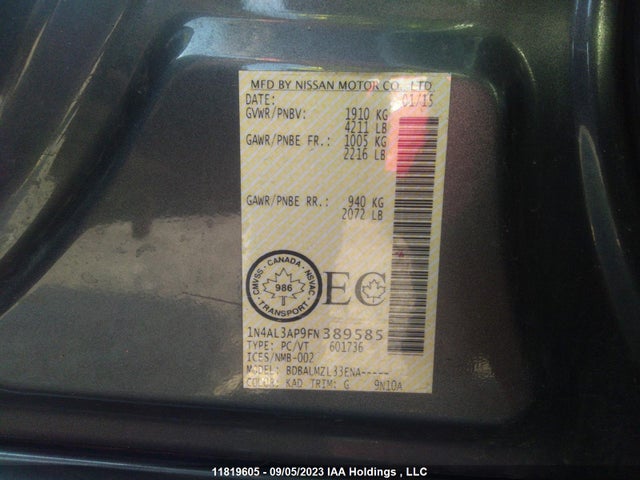 MFD BY NISSAN MOTOR CO., LTD.
DATE: 01/15
GVWR/PNBV: 1910 KG
4211 LB
GAWR/PNBE FR.: 1005 KG
2216 LB
GAWR/PNBE RR.: 940 KG
2072 LB
CMVSS · CANADA · NSVAC
986
T
TRANSPORT
EC
1N4AL3AP9FN389585
TYPE: PC/VT 601736
ICES/NMB-002
MODEL: BDBALMZL33ENA-----
COLOR: KAD TRIM: G 9N10A
11819605 - 09/05/2023 IAA Holdings , LLC